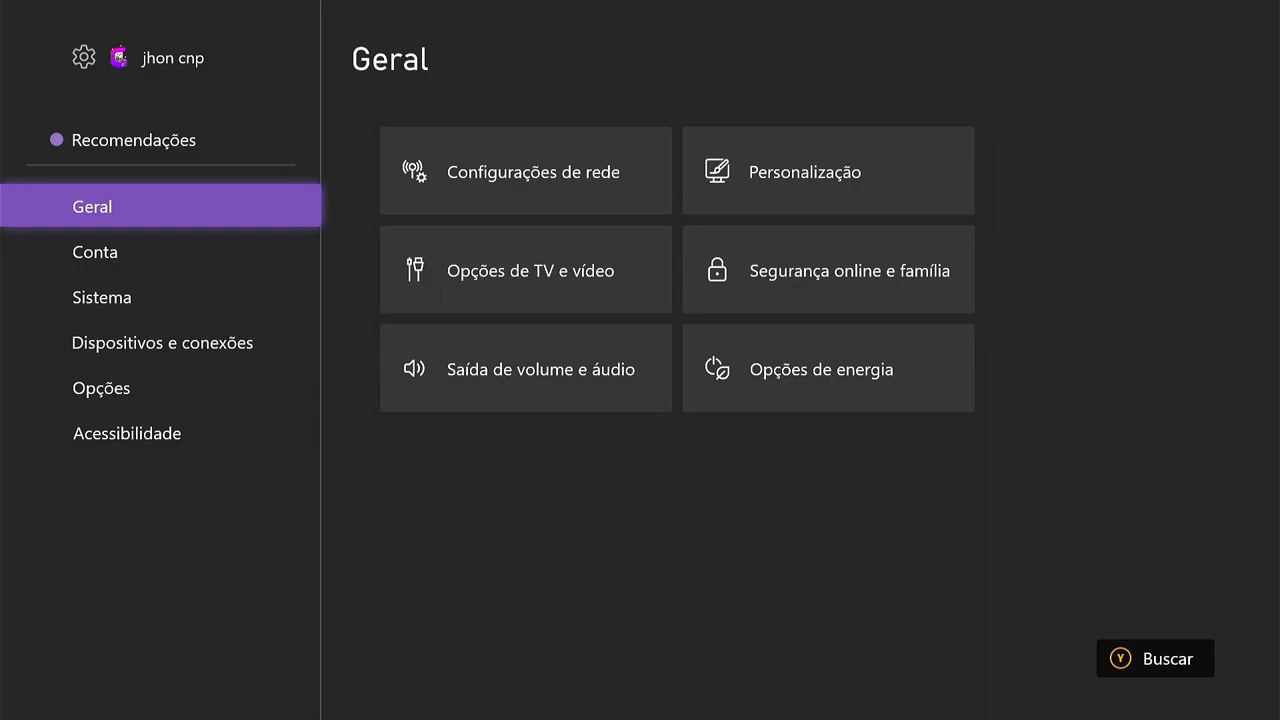 jhon cnp
Geral
Recomendações
Geral
Conta
Sistema
Dispositivos e conexões
Opções
Acessibilidade
Configurações de rede
Personalização
Opções de TV e vídeo
Segurança online e família
Saída de volume e áudio
Opções de energia
Y Buscar